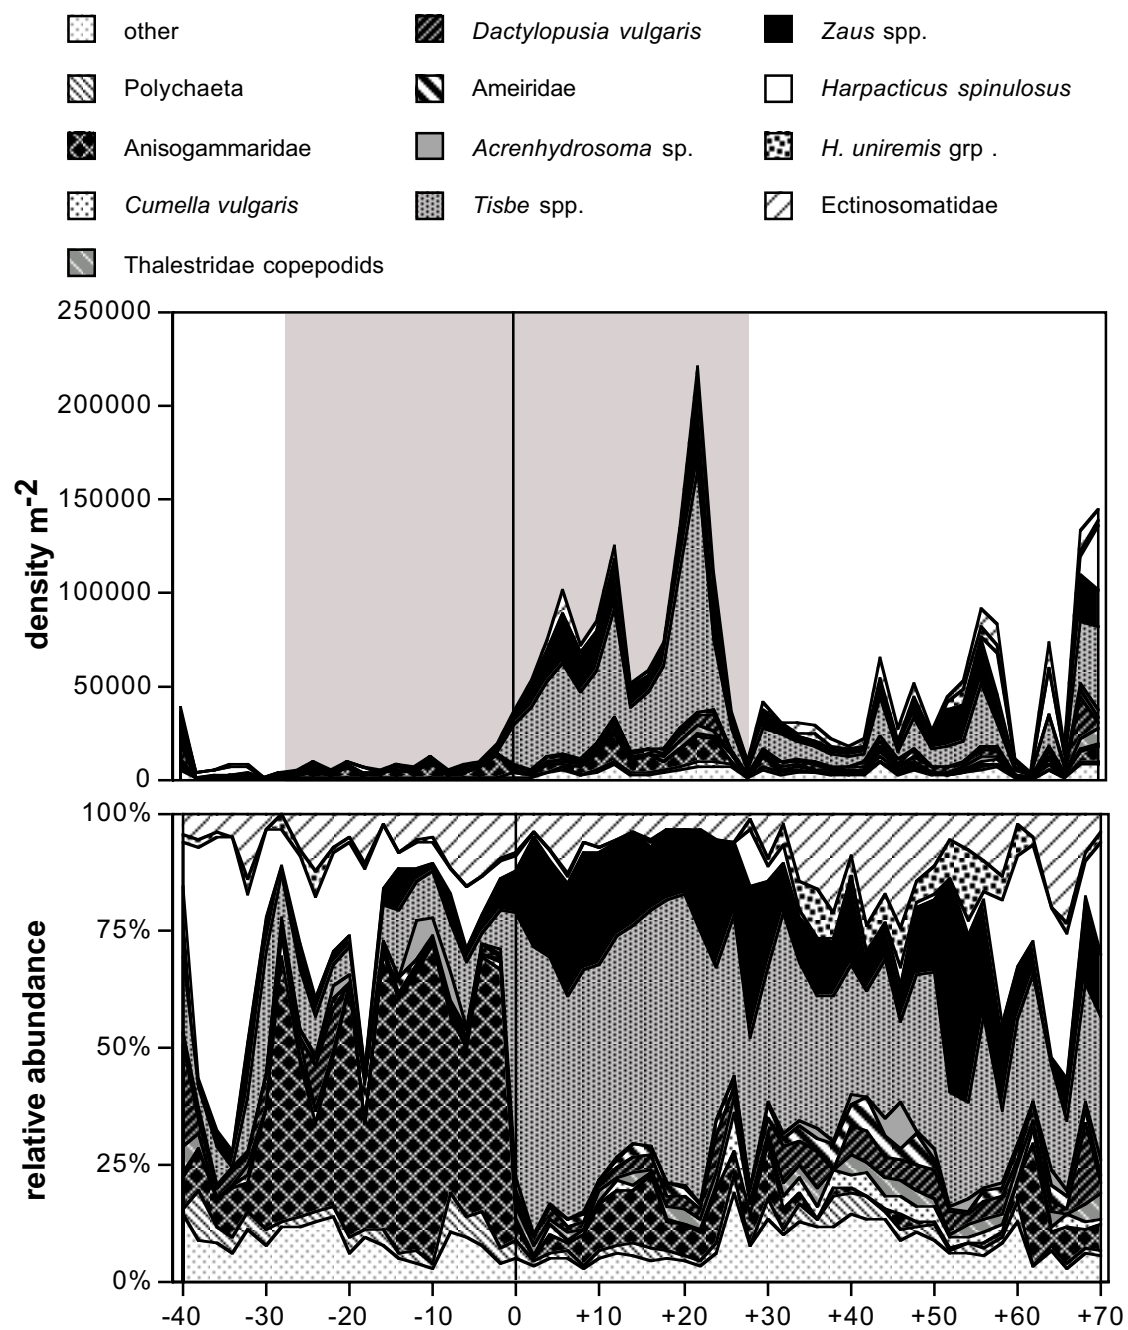 other Dactylopusia vulgaris Zaus spp.
Polychaeta Ameiridae Harpacticus spinulosus
Anisogammaridae Acrenhydrosoma sp. H. uniremis grp .
Cumella vulgaris Tisbe spp. Ectinosomatidae
Thalestridae copepodids
density m-2
250000
200000
150000
100000
50000
0
relative abundance
100%
75%
50%
25%
0%
-40 -30 -20 -10 0 +10 +20 +30 +40 +50 +60 +70